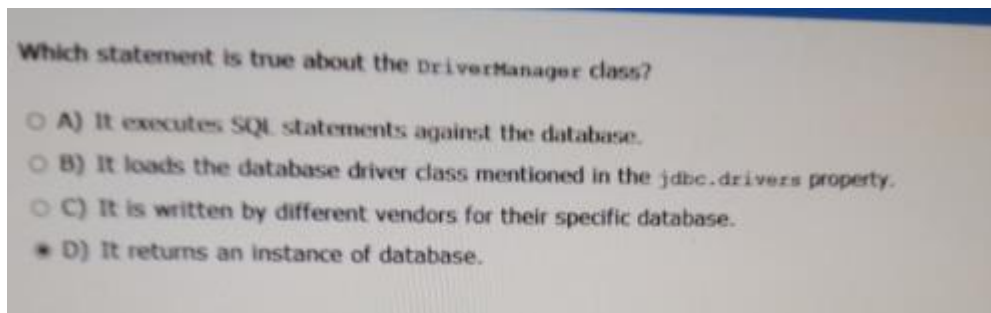 Which statement is true about the DriverManager class?
A) It executes SQL statements against the database.
B) It loads the database driver class mentioned in the jdbc.drivers property.
C) It is written by different vendors for their specific database.
D) It returns an instance of database.